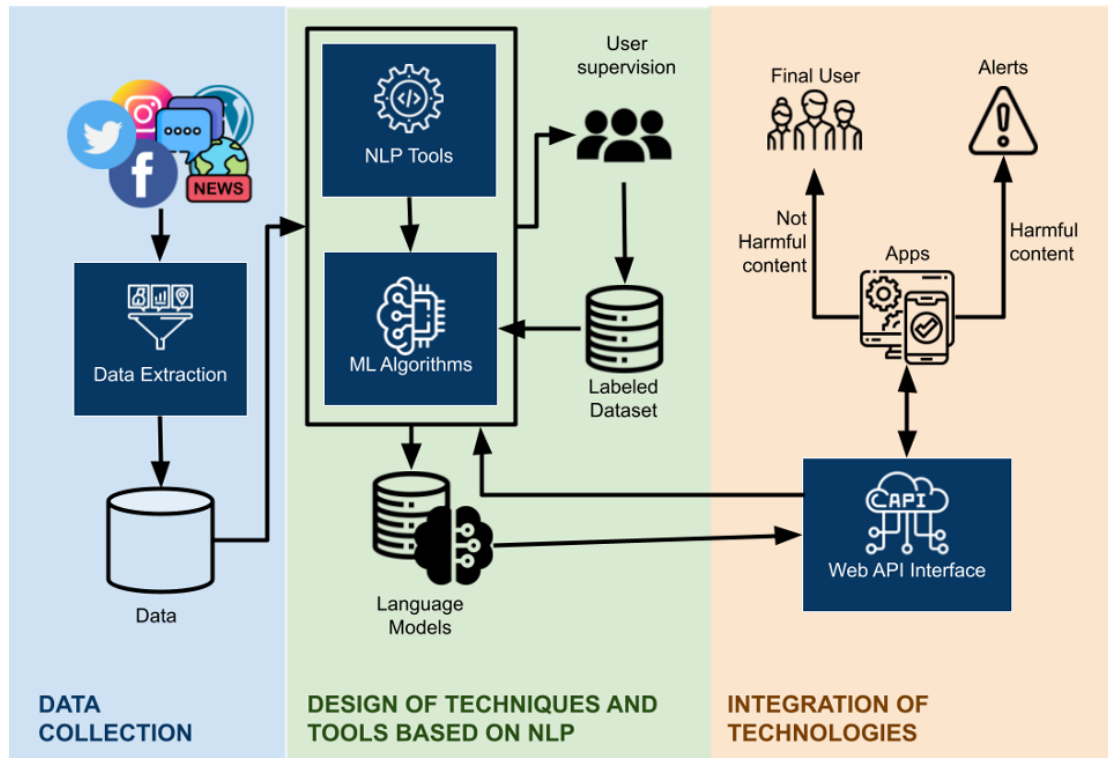 NEWS
Data Extraction
Data
DATA
COLLECTION
</>
NLP Tools
ML Algorithms
User
supervision
Labeled
Dataset
Language
Models
DESIGN OF TECHNIQUES AND
TOOLS BASED ON NLP
Final User
Alerts
Not
Harmful
content
Harmful
content
Apps
API
Web API Interface
INTEGRATION OF
TECHNOLOGIES